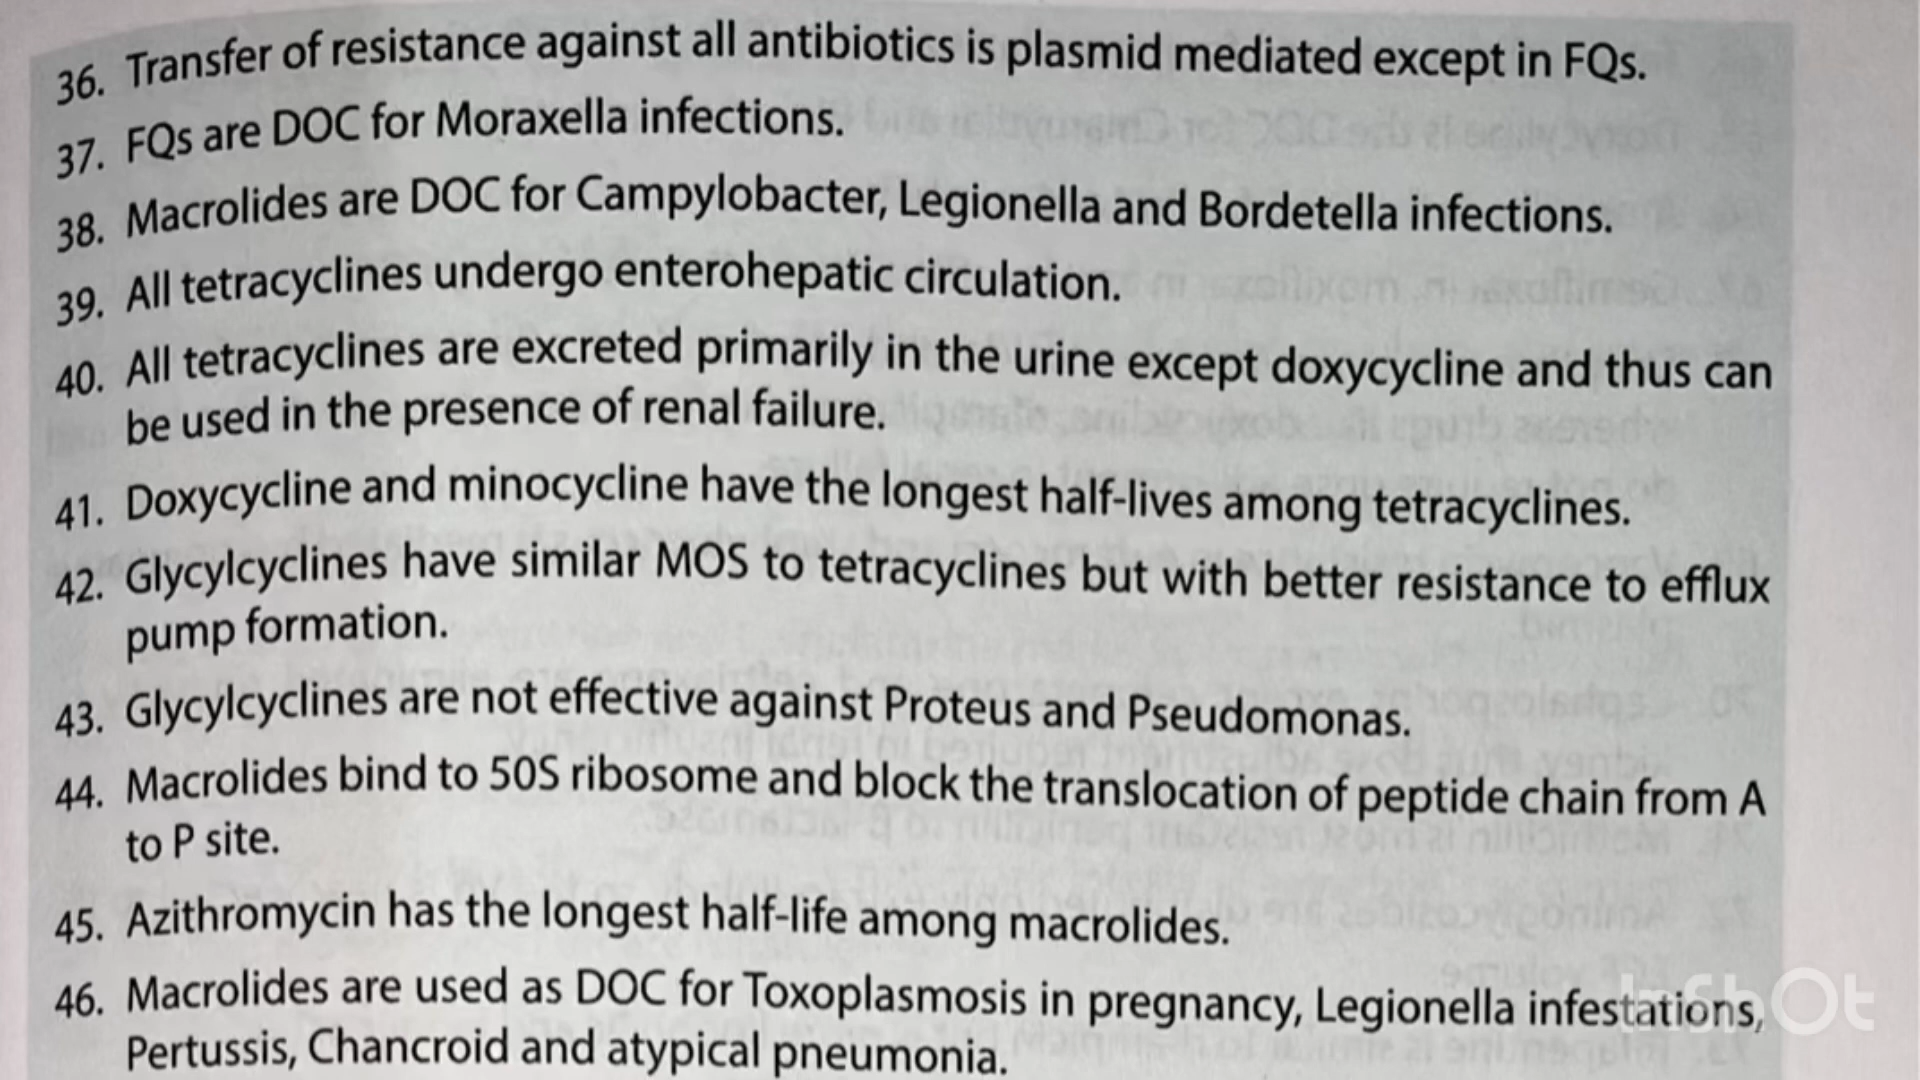 36. Transfer of resistance against all antibiotics is plasmid mediated except in FQs.
37. FQs are DOC for Moraxella infections.
38. Macrolides are DOC for Campylobacter, Legionella and Bordetella infections.
39. All tetracyclines undergo enterohepatic circulation.
40. All tetracyclines are excreted primarily in the urine except doxycycline and thus can
be used in the presence of renal failure.
41. Doxycycline and minocycline have the longest half-lives among tetracyclines.
42. Glycylcyclines have similar MOS to tetracyclines but with better resistance to efflux
pump formation.
43. Glycylcyclines are not effective against Proteus and Pseudomonas.
44. Macrolides bind to 50S ribosome and block the translocation of peptide chain from A
to P site.
45. Azithromycin has the longest half-life among macrolides.
46. Macrolides are used as DOC for Toxoplasmosis in pregnancy, Legionella infestations,
Pertussis, Chancroid and atypical pneumonia.
InShOt